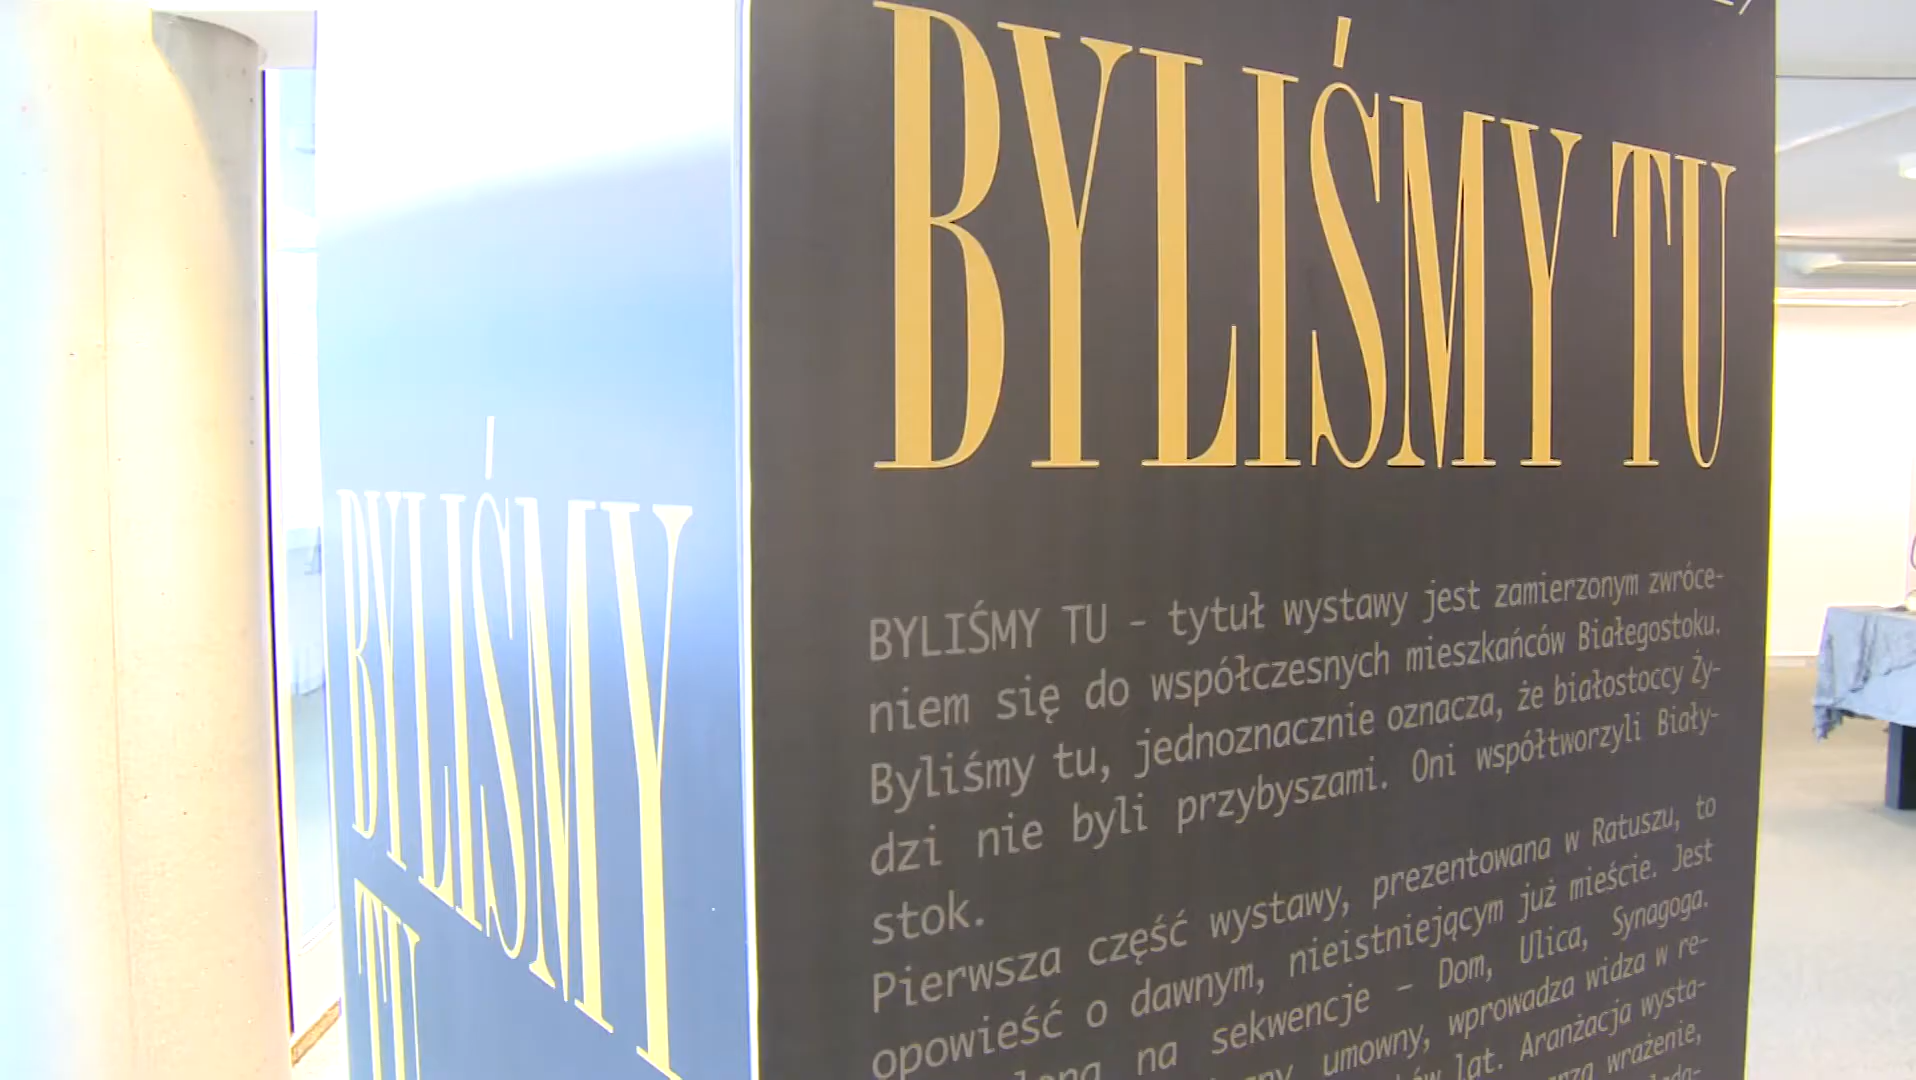 BYLIŚMY
TU
BYLIŚMY TU
BYLIŚMY TU - tytuł wystawy jest zamierzonym zwróce-
niem się do współczesnych mieszkańców Białegostoku.
Byliśmy tu, jednoznacznie oznacza, że białostoccy Ży-
dzi nie byli przybyszami. Oni współtworzyli Biały-
stok.
Pierwsza część wystawy, prezentowana w Ratuszu, to
opowieść o dawnym, nieistniejącym już mieście. Jest
na sekwencje – Dom, Ulica, Synagoga.
umowny, wprowadza widza w re-
lat. Aranżacja wysta-
wrażenie,